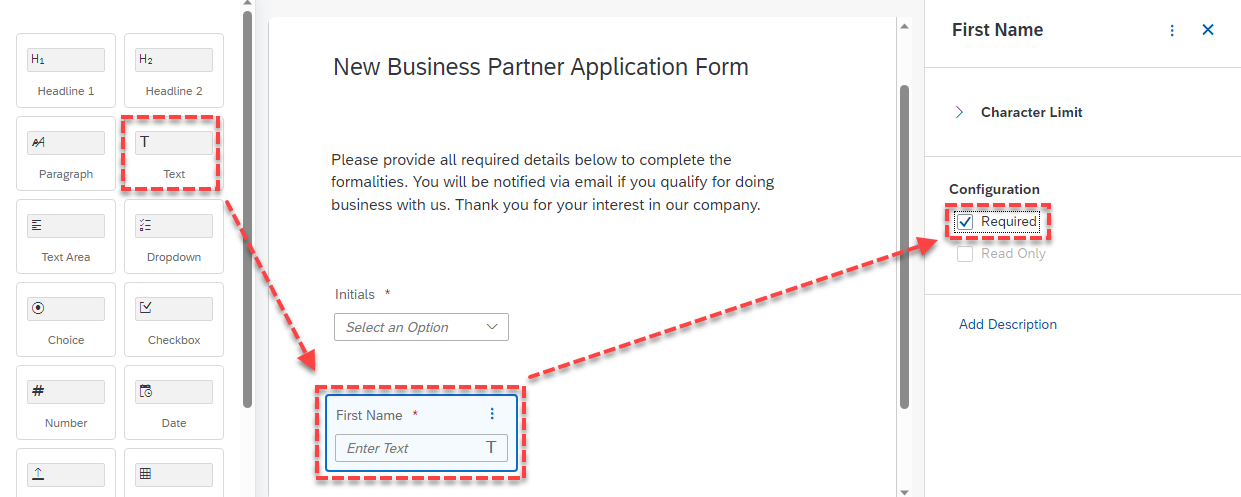 H1
H2
Headline 1
Headline 2
T
Paragraph
Text
Text Area
Dropdown
Choice
Checkbox
#
Number
Date
New Business Partner Application Form
Please provide all required details below to complete the
formalities. You will be notified via email if you qualify for doing
business with us. Thank you for your interest in our company.
Initials *
Select an Option
First Name *
Enter Text T
First Name
Character Limit
Configuration
Required
Read Only
Add Description